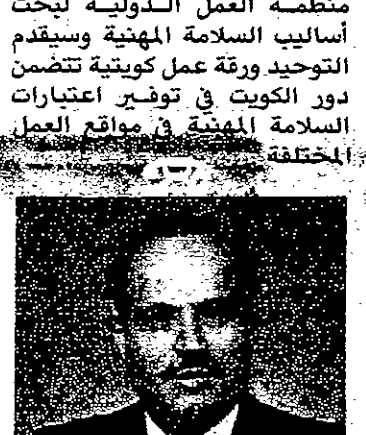 منظمة العمل الدولية لبحث
أساليب السلامة المهنية وسيقدم
التوحيد ورقة عمل كويتية تتضمن
دور الكويت في توفير اعتبارات
السلامة المهنية في مواقع العمل
المختلفة